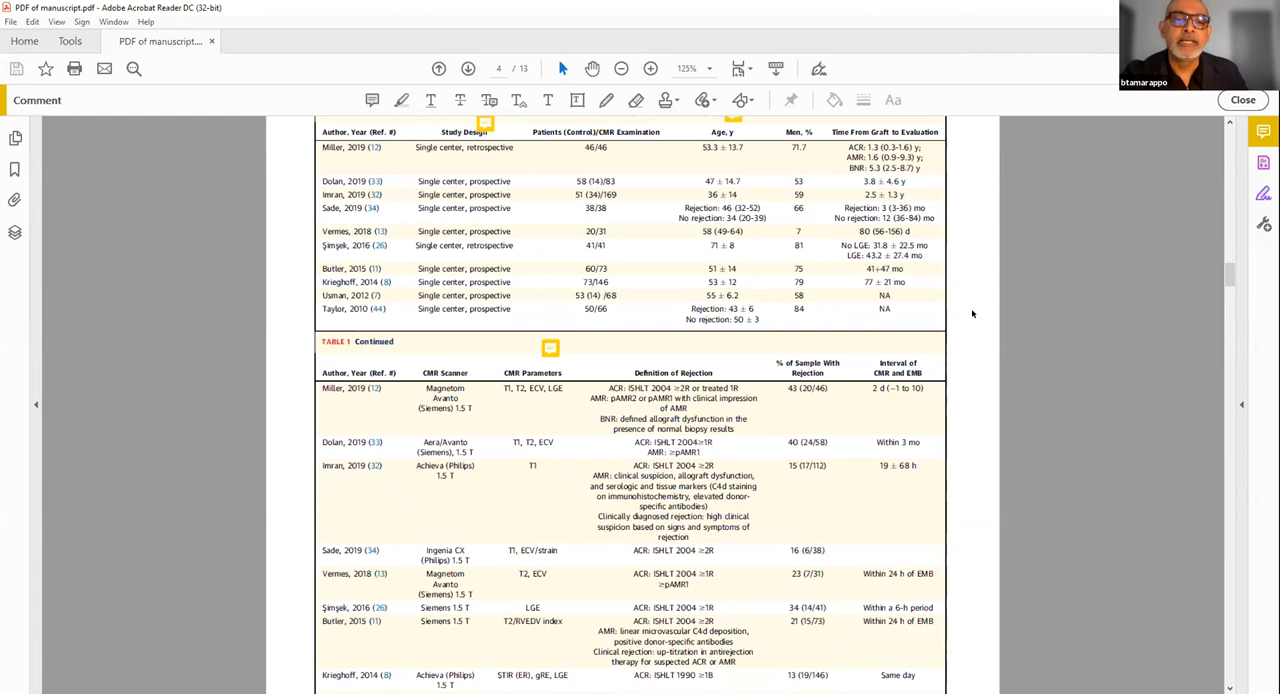 PDF of manuscript.pdf - Adobe Acrobat Reader DC (32-bit)
File Edit View Sign Window Help
Home Tools PDF of manuscript.... ×
4 / 13 125%
btamarappo
Comment Aa Close
Author, Year (Ref. #) Study Design Patients (Control)/CMR Examination Age, y Men, % Time From Graft to Evaluation
Miller, 2019 (12) Single center, retrospective 46/46 53.3 ± 13.7 71.7 ACR: 1.3 (0.3-1.6) y;
AMR: 1.6 (0.9-9.3) y;
BNR: 5.3 (2.5-8.7) y
Dolan, 2019 (33) Single center, prospective 58 (14)/83 47 ± 14.7 53 3.8 ± 4.6 y
Imran, 2019 (32) Single center, prospective 51 (34)/169 36 ± 14 59 2.5 ± 1.3 y
Sade, 2019 (34) Single center, prospective 38/38 Rejection: 46 (32-52) 66 Rejection: 3 (3-36) mo
No rejection: 34 (20-39) No rejection: 12 (36-84) mo
Vermes, 2018 (13) Single center, prospective 20/31 58 (49-64) 7 80 (56-156) d
Şimşek, 2016 (26) Single center, retrospective 41/41 71 ± 8 81 No LGE: 31.8 ± 22.5 mo
LGE: 43.2 ± 27.4 mo
Butler, 2015 (11) Single center, prospective 60/73 51 ± 14 75 41+47 mo
Krieghoff, 2014 (8) Single center, prospective 73/146 53 ± 12 79 77 ± 21 mo
Usman, 2012 (7) Single center, prospective 53 (14) /68 55 ± 6.2 58 NA
Taylor, 2010 (44) Single center, prospective 50/66 Rejection: 43 ± 6 84 NA
No rejection: 50 ± 3
TABLE 1 Continued
% of Sample With Interval of
Author, Year (Ref. #) CMR Scanner CMR Parameters Definition of Rejection Rejection CMR and EMB
Miller, 2019 (12) Magnetom T1, T2, ECV, LGE ACR: ISHLT 2004 ≥2R or treated 1R 43 (20/46) 2 d (−1 to 10)
Avanto AMR: pAMR2 or pAMR1 with clinical impression
(Siemens) 1.5 T of AMR
BNR: defined allograft dysfunction in the
presence of normal biopsy results
Dolan, 2019 (33) Aera/Avanto T1, T2, ECV ACR: ISHLT 2004≥1R 40 (24/58) Within 3 mo
(Siemens), 1.5 T AMR: ≥pAMR1
Imran, 2019 (32) Achieva (Philips) T1 ACR: ISHLT 2004 ≥2R 15 (17/112) 19 ± 68 h
1.5 T AMR: clinical suspicion, allograft dysfunction,
and serologic and tissue markers (C4d staining
on immunohistochemistry, elevated donor-
specific antibodies)
Clinically diagnosed rejection: high clinical
suspicion based on signs and symptoms of
rejection
Sade, 2019 (34) Ingenia CX T1, ECV/strain ACR: ISHLT 2004 ≥2R 16 (6/38)
(Philips) 1.5 T
Vermes, 2018 (13) Magnetom T2, ECV ACR: ISHLT 2004 ≥1R 23 (7/31) Within 24 h of EMB
Avanto ≥pAMR1
(Siemens) 1.5 T
Şimşek, 2016 (26) Siemens 1.5 T LGE ACR: ISHLT 2004 ≥1R 34 (14/41) Within a 6-h period
Butler, 2015 (11) Siemens 1.5 T T2/RVEDV index ACR: ISHLT 2004 ≥2R 21 (15/73) Within 24 h of EMB
AMR: linear microvascular C4d deposition,
positive donor-specific antibodies
Clinical rejection: up-titration in antirejection
therapy for suspected ACR or AMR
Krieghoff, 2014 (8) Achieva (Philips) STIR (ER), gRE, LGE ACR: ISHLT 1990 ≥1B 13 (19/146) Same day
1.5 T